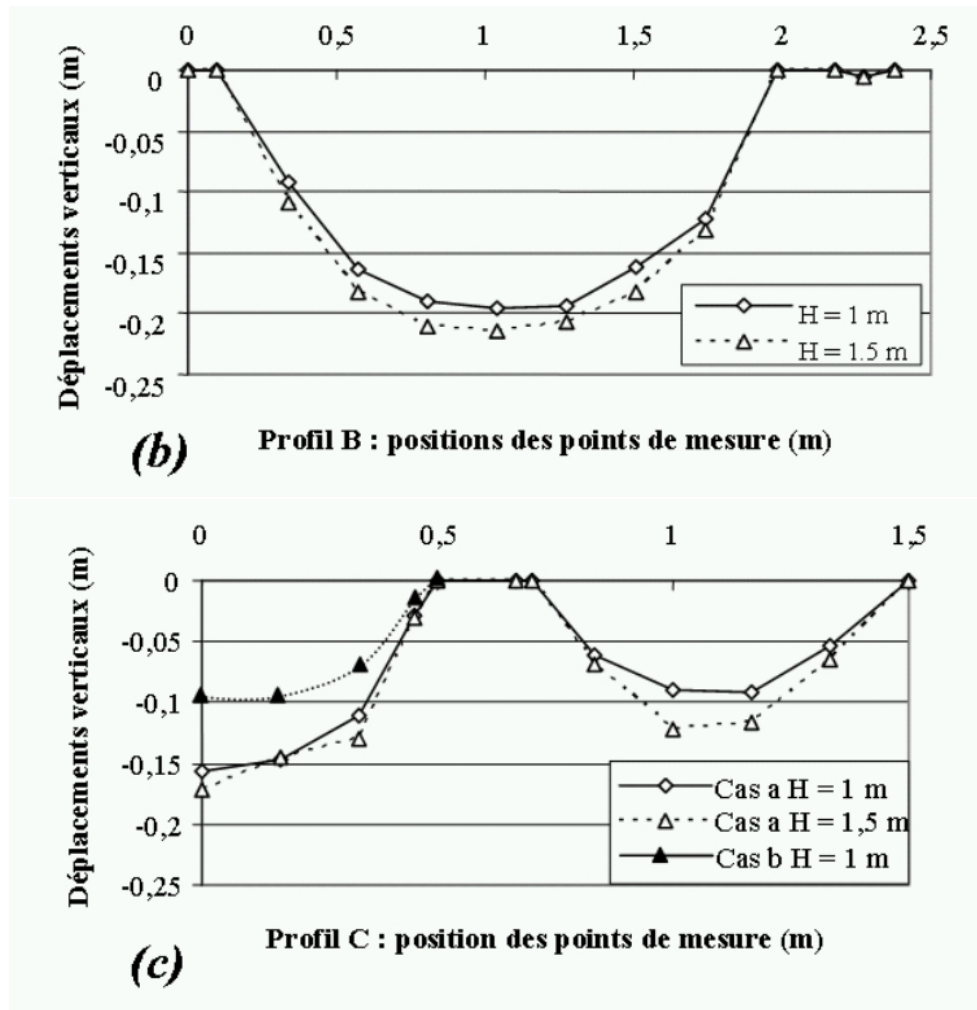 0 0,5 1 1,5 2 2,5
Déplacements verticaux (m)
0
-0,05
-0,1
-0,15
-0,2
-0,25
H = 1 m
H = 1.5 m
(b)
Profil B : positions des points de mesure (m)
0 0,5 1 1,5
Déplacements verticaux (m)
0
-0,05
-0,1
-0,15
-0,2
-0,25
Cas a H = 1 m
Cas a H = 1,5 m
Cas b H = 1 m
(c)
Profil C : position des points de mesure (m)